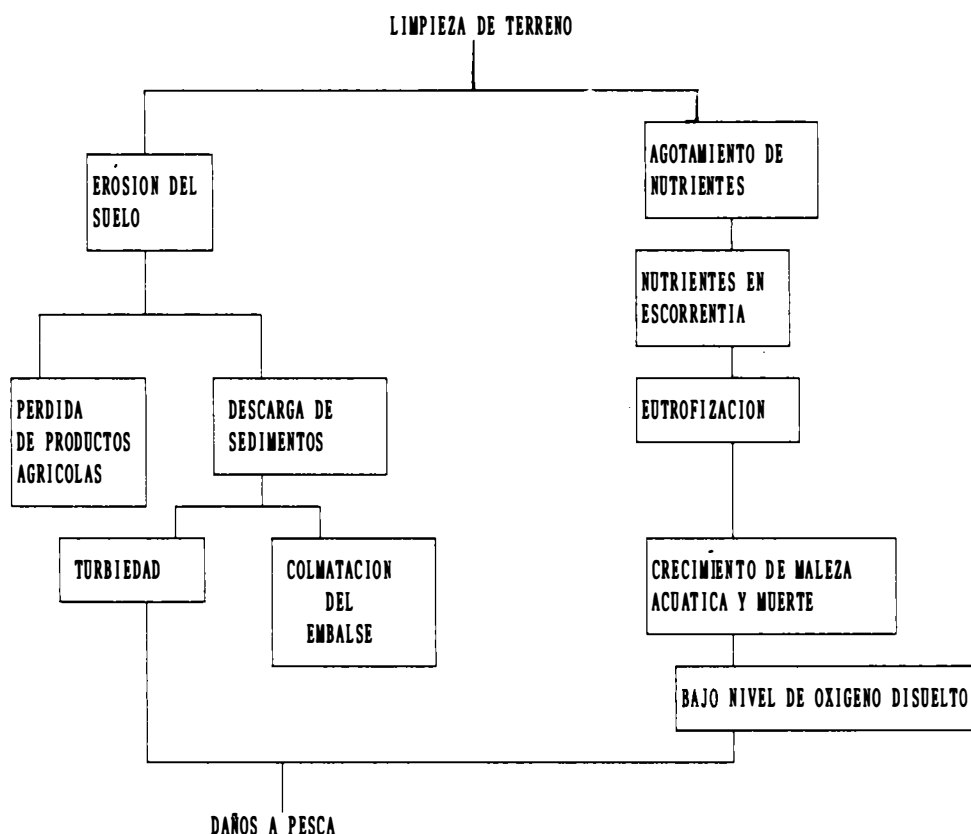 LIMPIEZA DE TERRENO
EROSION DEL
SUELO
AGOTAMIENTO DE
NUTRIENTES
NUTRIENTES EN
ESCORRENTIA
PERDIDA
DE PRODUCTOS
AGRICOLAS
DESCARGA DE
SEDIMENTOS
EUTROFIZACION
TURBIEDAD
COLMATACION
DEL
EMBALSE
CRECIMIENTO DE MALEZA
ACUATICA Y MUERTE
BAJO NIVEL DE OXIGENO DISUELTO
DAÑOS A PESCA